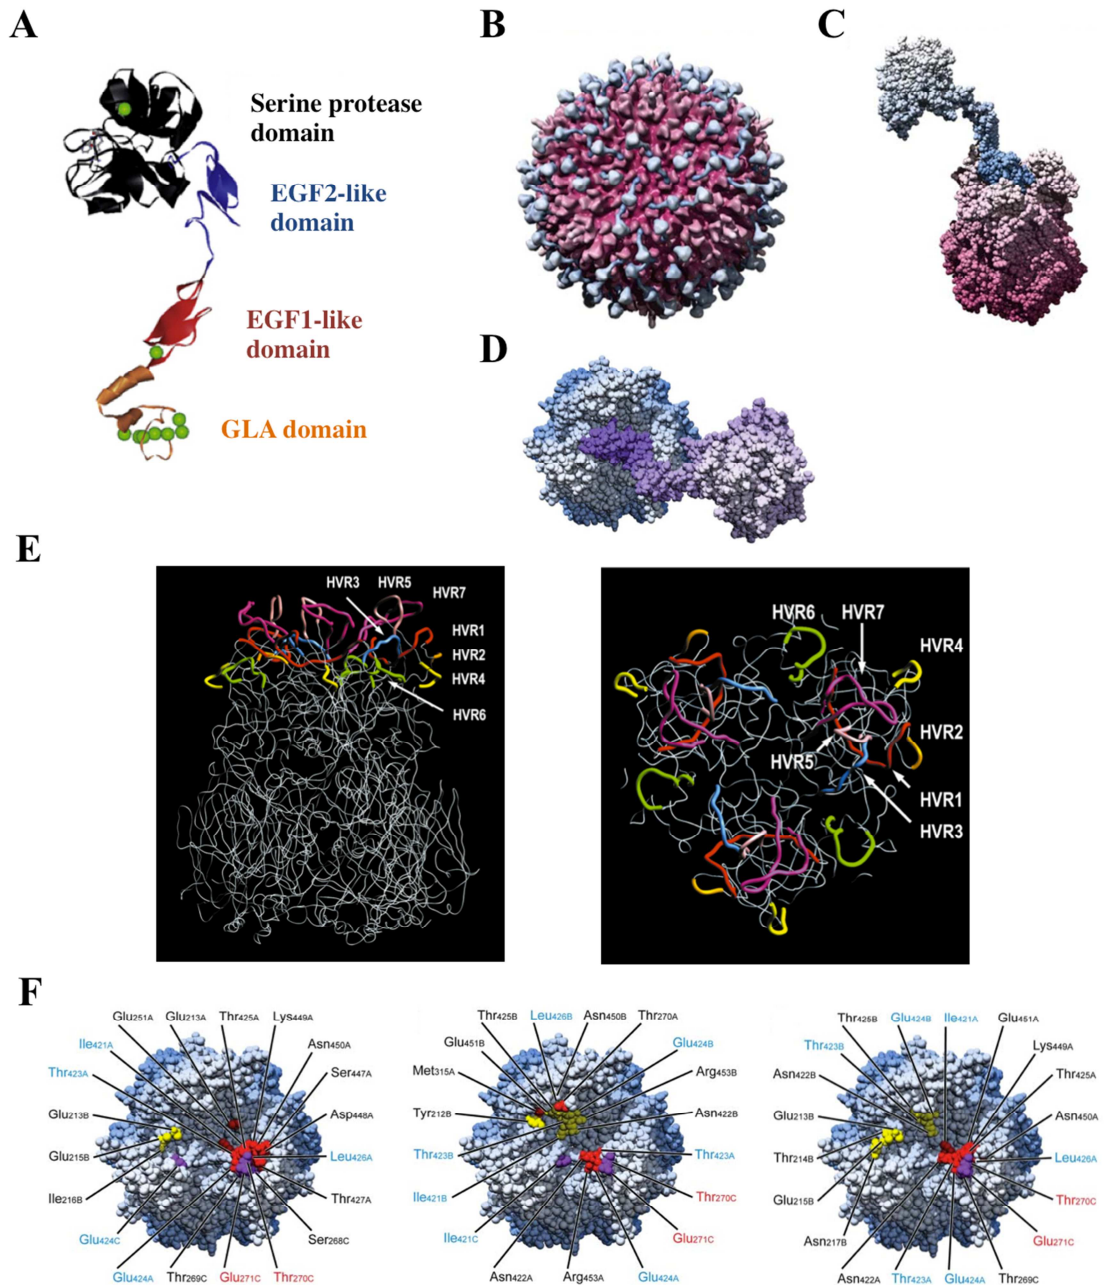 A
Serine protease
domain
EGF2-like
domain
EGF1-like
domain
GLA domain
B
C
D
E
HVR3 HVR5 HVR7
HVR1
HVR2
HVR4
HVR6
HVR6 HVR7
HVR4
HVR2
HVR5
HVR1
HVR3
F
Glu251A Glu213A Thr425A Lys449A
Ile421A
Asn450A
Thr423A
Ser447A
Glu213B
Asp448A
Glu215B
Leu426A
Ile216B
Thr427A
Glu424C
Ser268C
Glu424A Thr269C Glu271C Thr270C
Thr425B Leu426B Asn450B Thr270A
Glu451B
Glu424B
Met315A
Arg453B
Tyr212B
Asn422B
Thr423B
Thr423A
Ile421B
Thr270C
Ile421C
Glu271C
Asn422A Arg453A Glu424A
Thr425B Glu424B Ile421A Glu451A
Thr423B
Lys449A
Asn422B
Thr425A
Glu213B
Asn450A
Thr214B
Leu426A
Glu215B
Thr270C
Asn217B
Glu271C
Asn422A Thr423A Glu424A